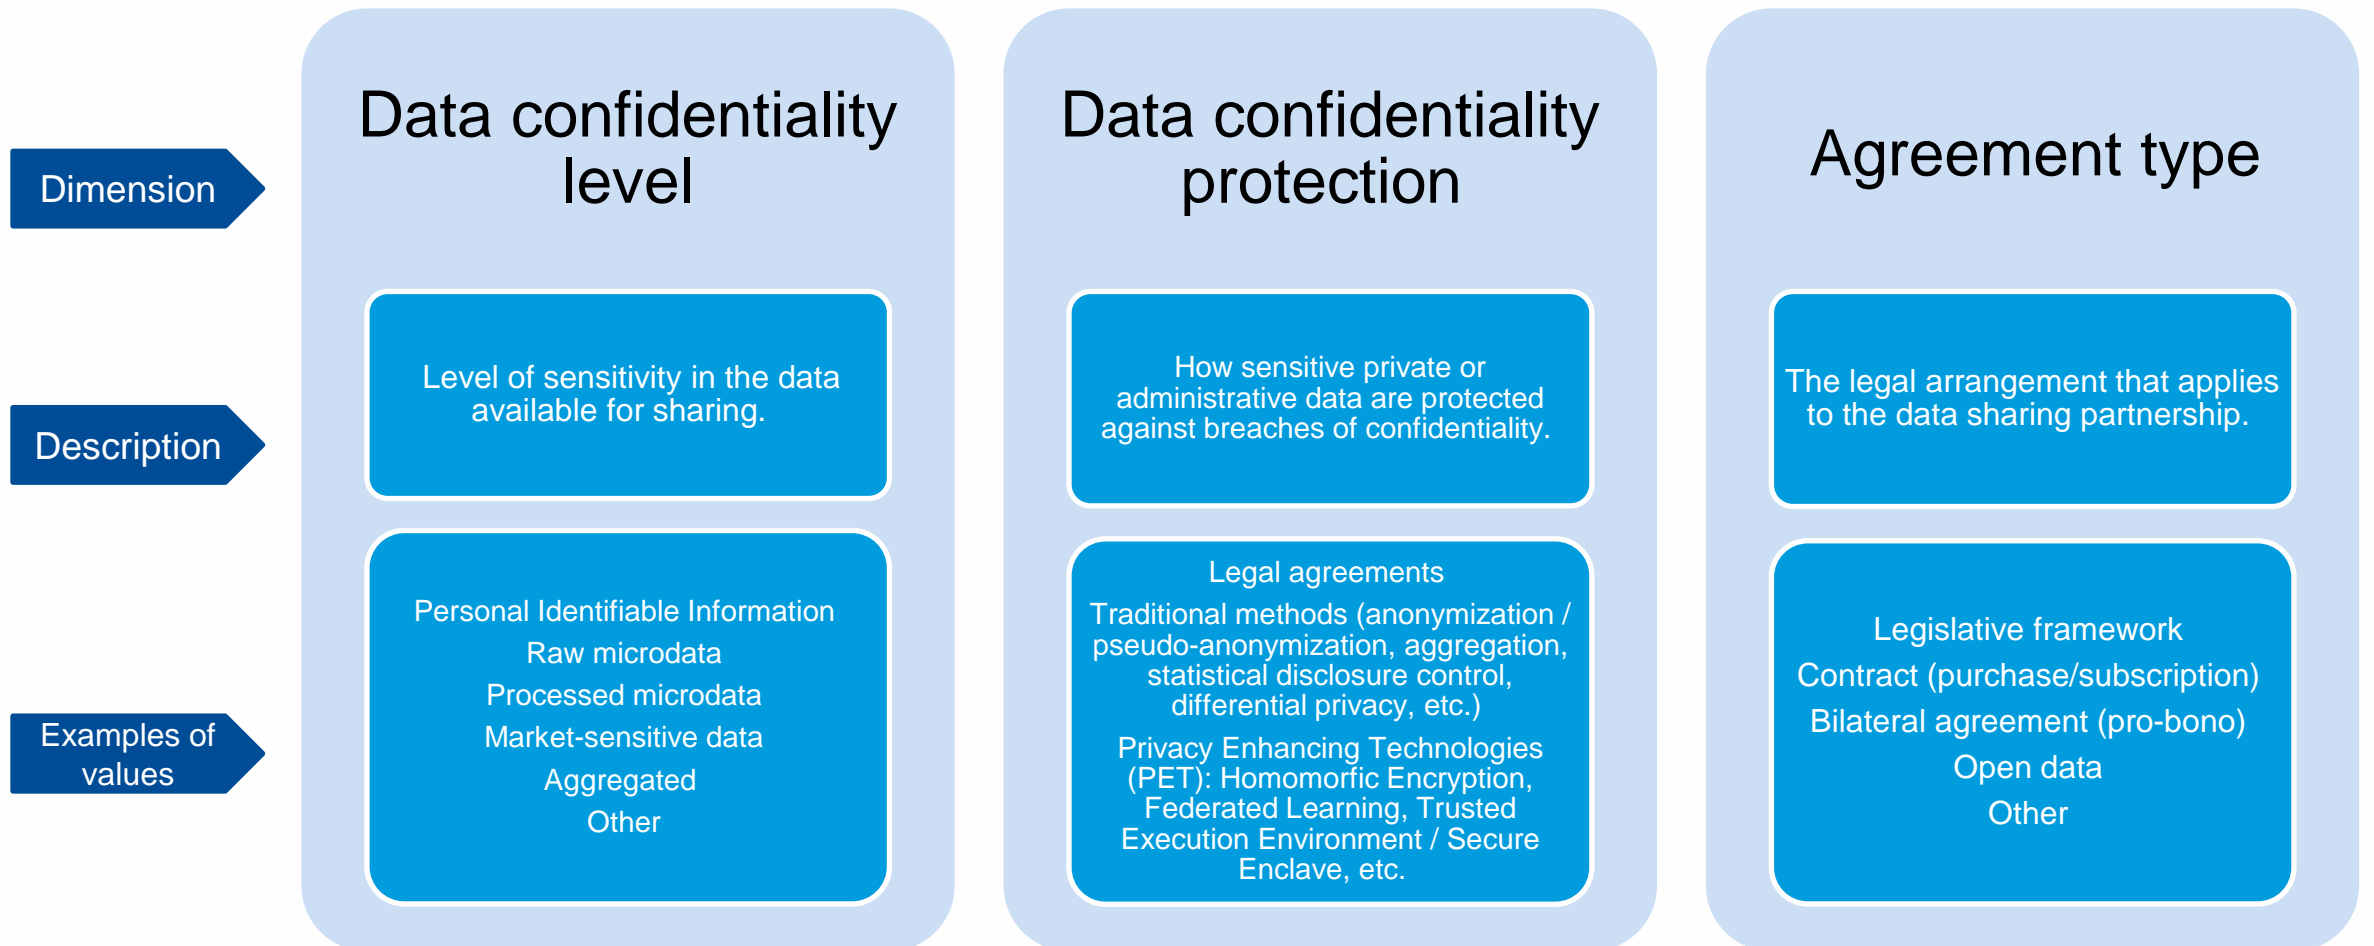 Dimension
Data confidentiality
level
Data confidentiality
protection
Agreement type
Description
Level of sensitivity in the data
available for sharing.
How sensitive private or
administrative data are protected
against breaches of confidentiality.
The legal arrangement that applies
to the data sharing partnership.
Examples of
values
Personal Identifiable Information
Raw microdata
Processed microdata
Market-sensitive data
Aggregated
Other
Legal agreements
Traditional methods (anonymization /
pseudo-anonymization, aggregation,
statistical disclosure control,
differential privacy, etc.)
Privacy Enhancing Technologies
(PET): Homomorfic Encryption,
Federated Learning, Trusted
Execution Environment / Secure
Enclave, etc.
Legislative framework
Contract (purchase/subscription)
Bilateral agreement (pro-bono)
Open data
Other